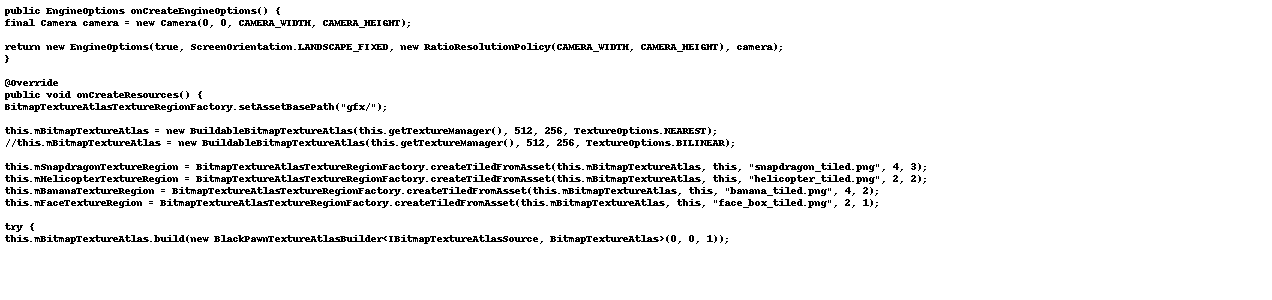 public EngineOptions onCreateEngineOptions() {
final Camera camera = new Camera(0, 0, CAMERA_WIDTH, CAMERA_HEIGHT);
return new EngineOptions(true, ScreenOrientation.LANDSCAPE_FIXED, new RatioResolutionPolicy(CAMERA_WIDTH, CAMERA_HEIGHT), camera);
}
@Override
public void onCreateResources() {
BitmapTextureAtlasTextureRegionFactory.setAssetBasePath("gfx/");
this.mBitmapTextureAtlas = new BuildableBitmapTextureAtlas(this.getTextureManager(), 512, 256, TextureOptions.NEAREST);
//this.mBitmapTextureAtlas = new BuildableBitmapTextureAtlas(this.getTextureManager(), 512, 256, TextureOptions.BILINEAR);
this.mSnapdragonTextureRegion = BitmapTextureAtlasTextureRegionFactory.createTiledFromAsset(this.mBitmapTextureAtlas, this, "snapdragon_tiled.png", 4, 3);
this.mHelicopterTextureRegion = BitmapTextureAtlasTextureRegionFactory.createTiledFromAsset(this.mBitmapTextureAtlas, this, "helicopter_tiled.png", 2, 2);
this.mBananaTextureRegion = BitmapTextureAtlasTextureRegionFactory.createTiledFromAsset(this.mBitmapTextureAtlas, this, "banana_tiled.png", 4, 2);
this.mFaceTextureRegion = BitmapTextureAtlasTextureRegionFactory.createTiledFromAsset(this.mBitmapTextureAtlas, this, "face_box_tiled.png", 2, 1);
try {
this.mBitmapTextureAtlas.build(new BlackPawnTextureAtlasBuilder<IBitmapTextureAtlasSource, BitmapTextureAtlas>(0, 0, 1));